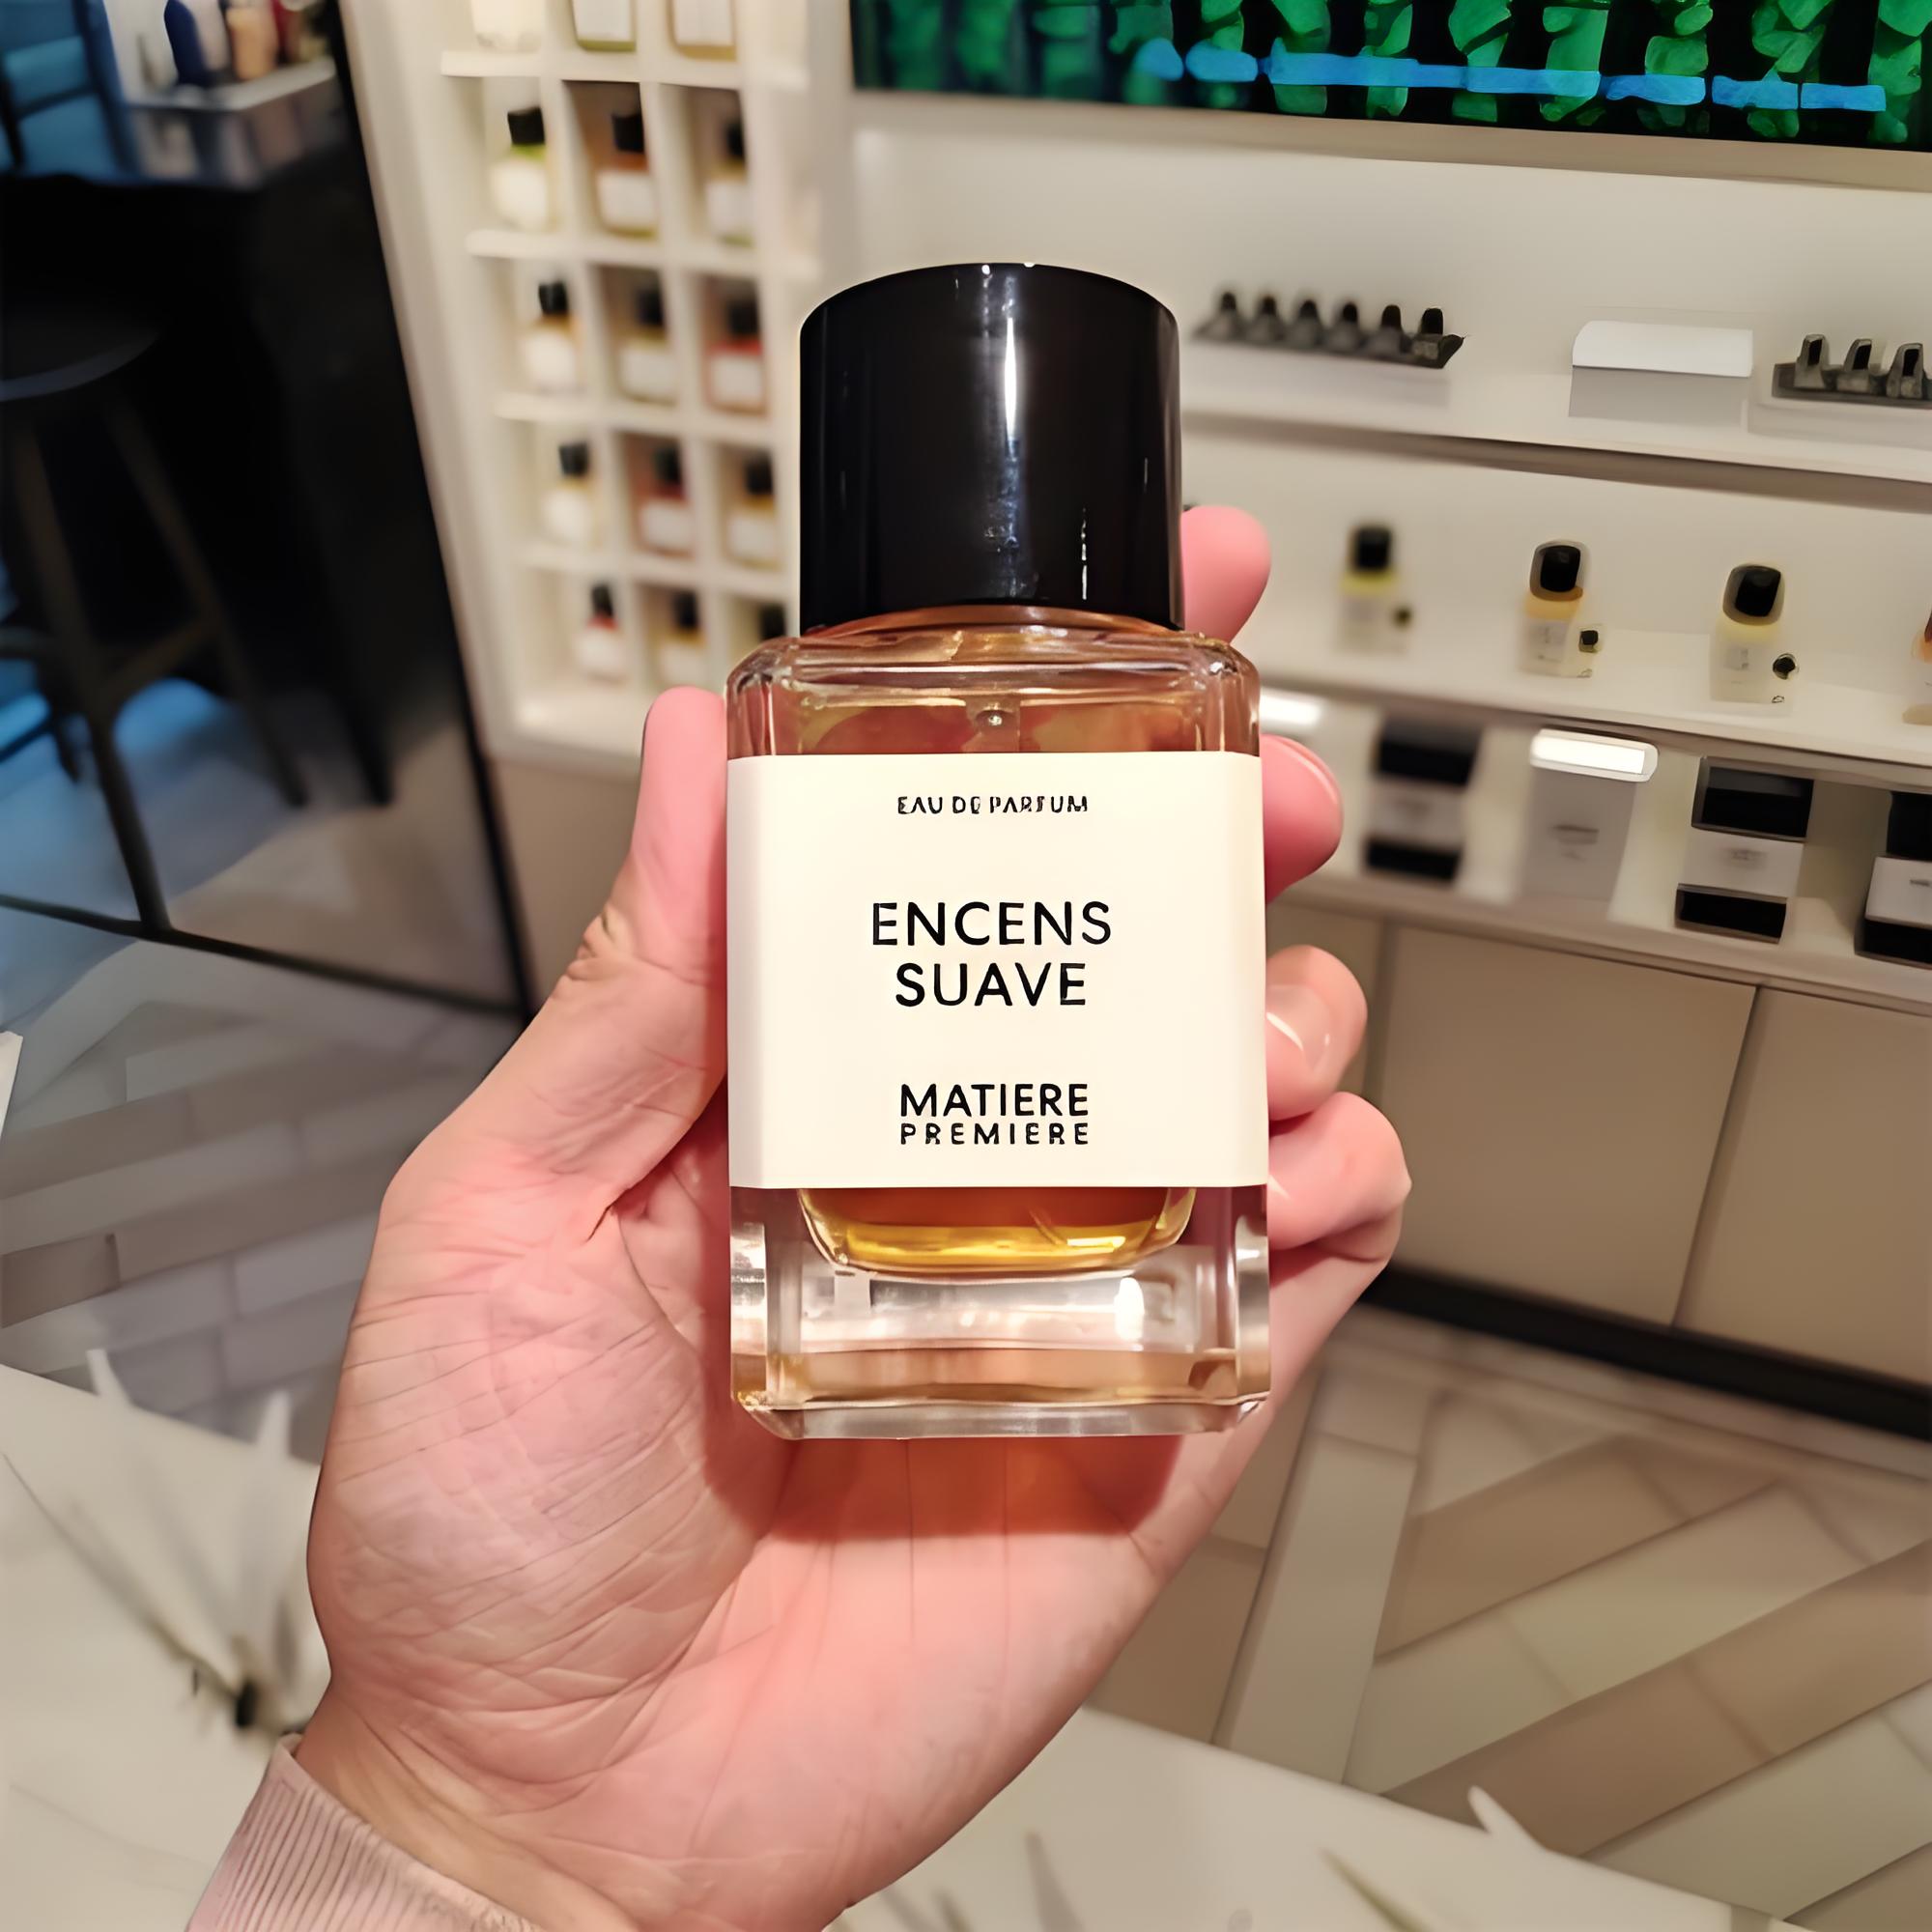 EAU DE PARFUM
ENCENS
SUAVE
MATIERE
PREMIERE